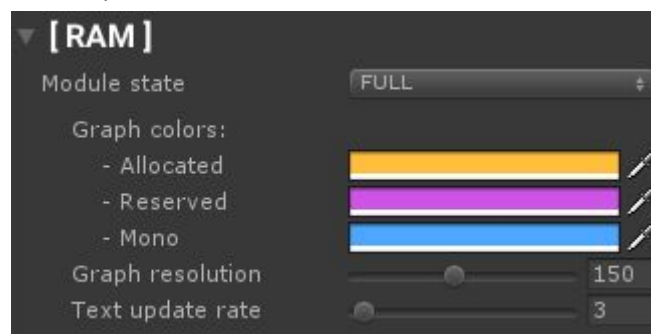 [ RAM ]
Module state FULL
Graph colors:
- Allocated
- Reserved
- Mono
Graph resolution 150
Text update rate 3